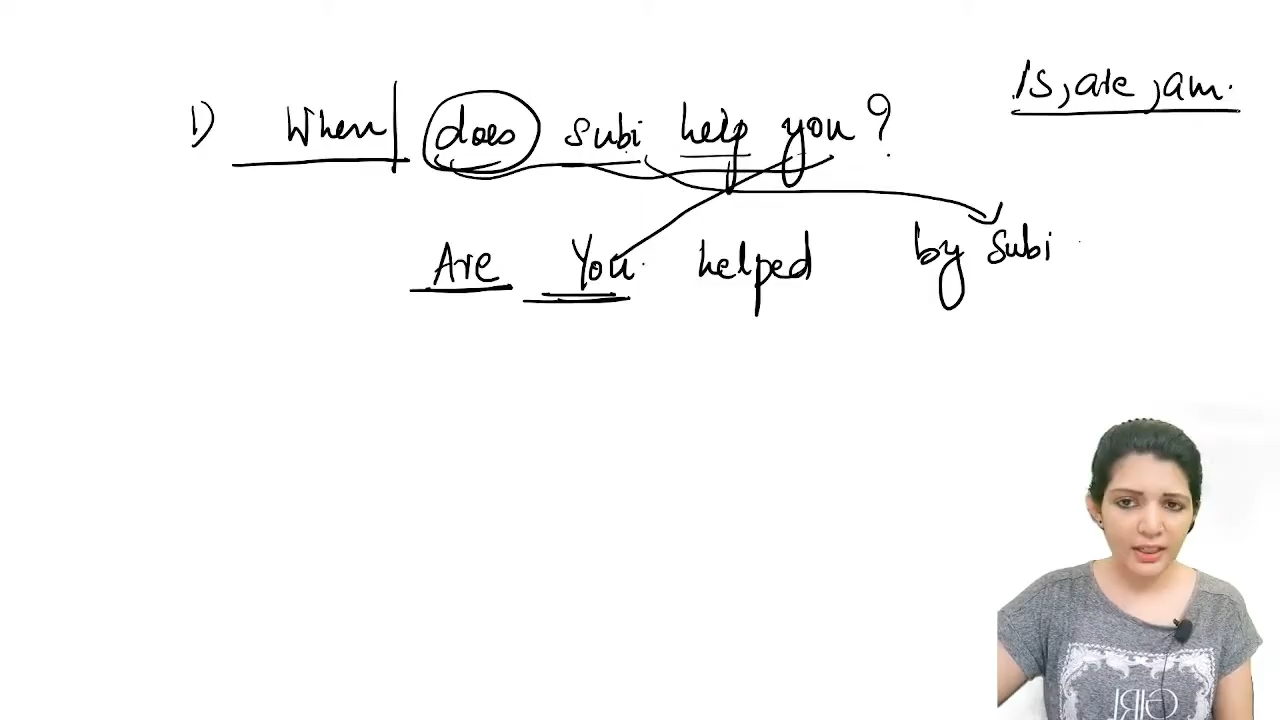 1) When does subi help you?
Is, are, am.
Are You helped by Subi
GIRL